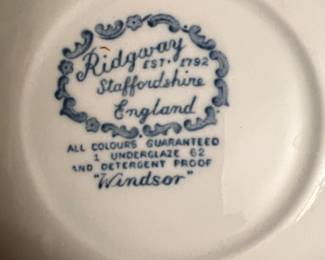 Ridgway
EST. 1792
Staffordshire
England
ALL COLOURS GUARANTEED
1 UNDERGLAZE 62
AND DETERGENT PROOF
"Windsor"